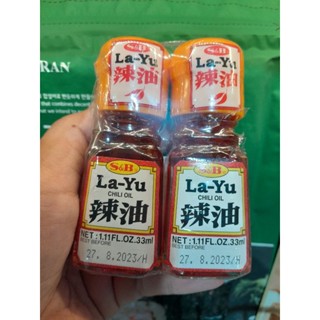 RAN
S&B
La-Yu
辣油
S&B
La-Yu
辣油
S&B
La-Yu
CHILI OIL
辣油
NET:1.11FL.OZ.33ml
BEST BEFORE
27. 8.2023/H
S&B
La-Yu
CHILI OIL
辣油
NET:1.11FL.OZ.33ml
BEST BEFORE
27. 8.2023/H